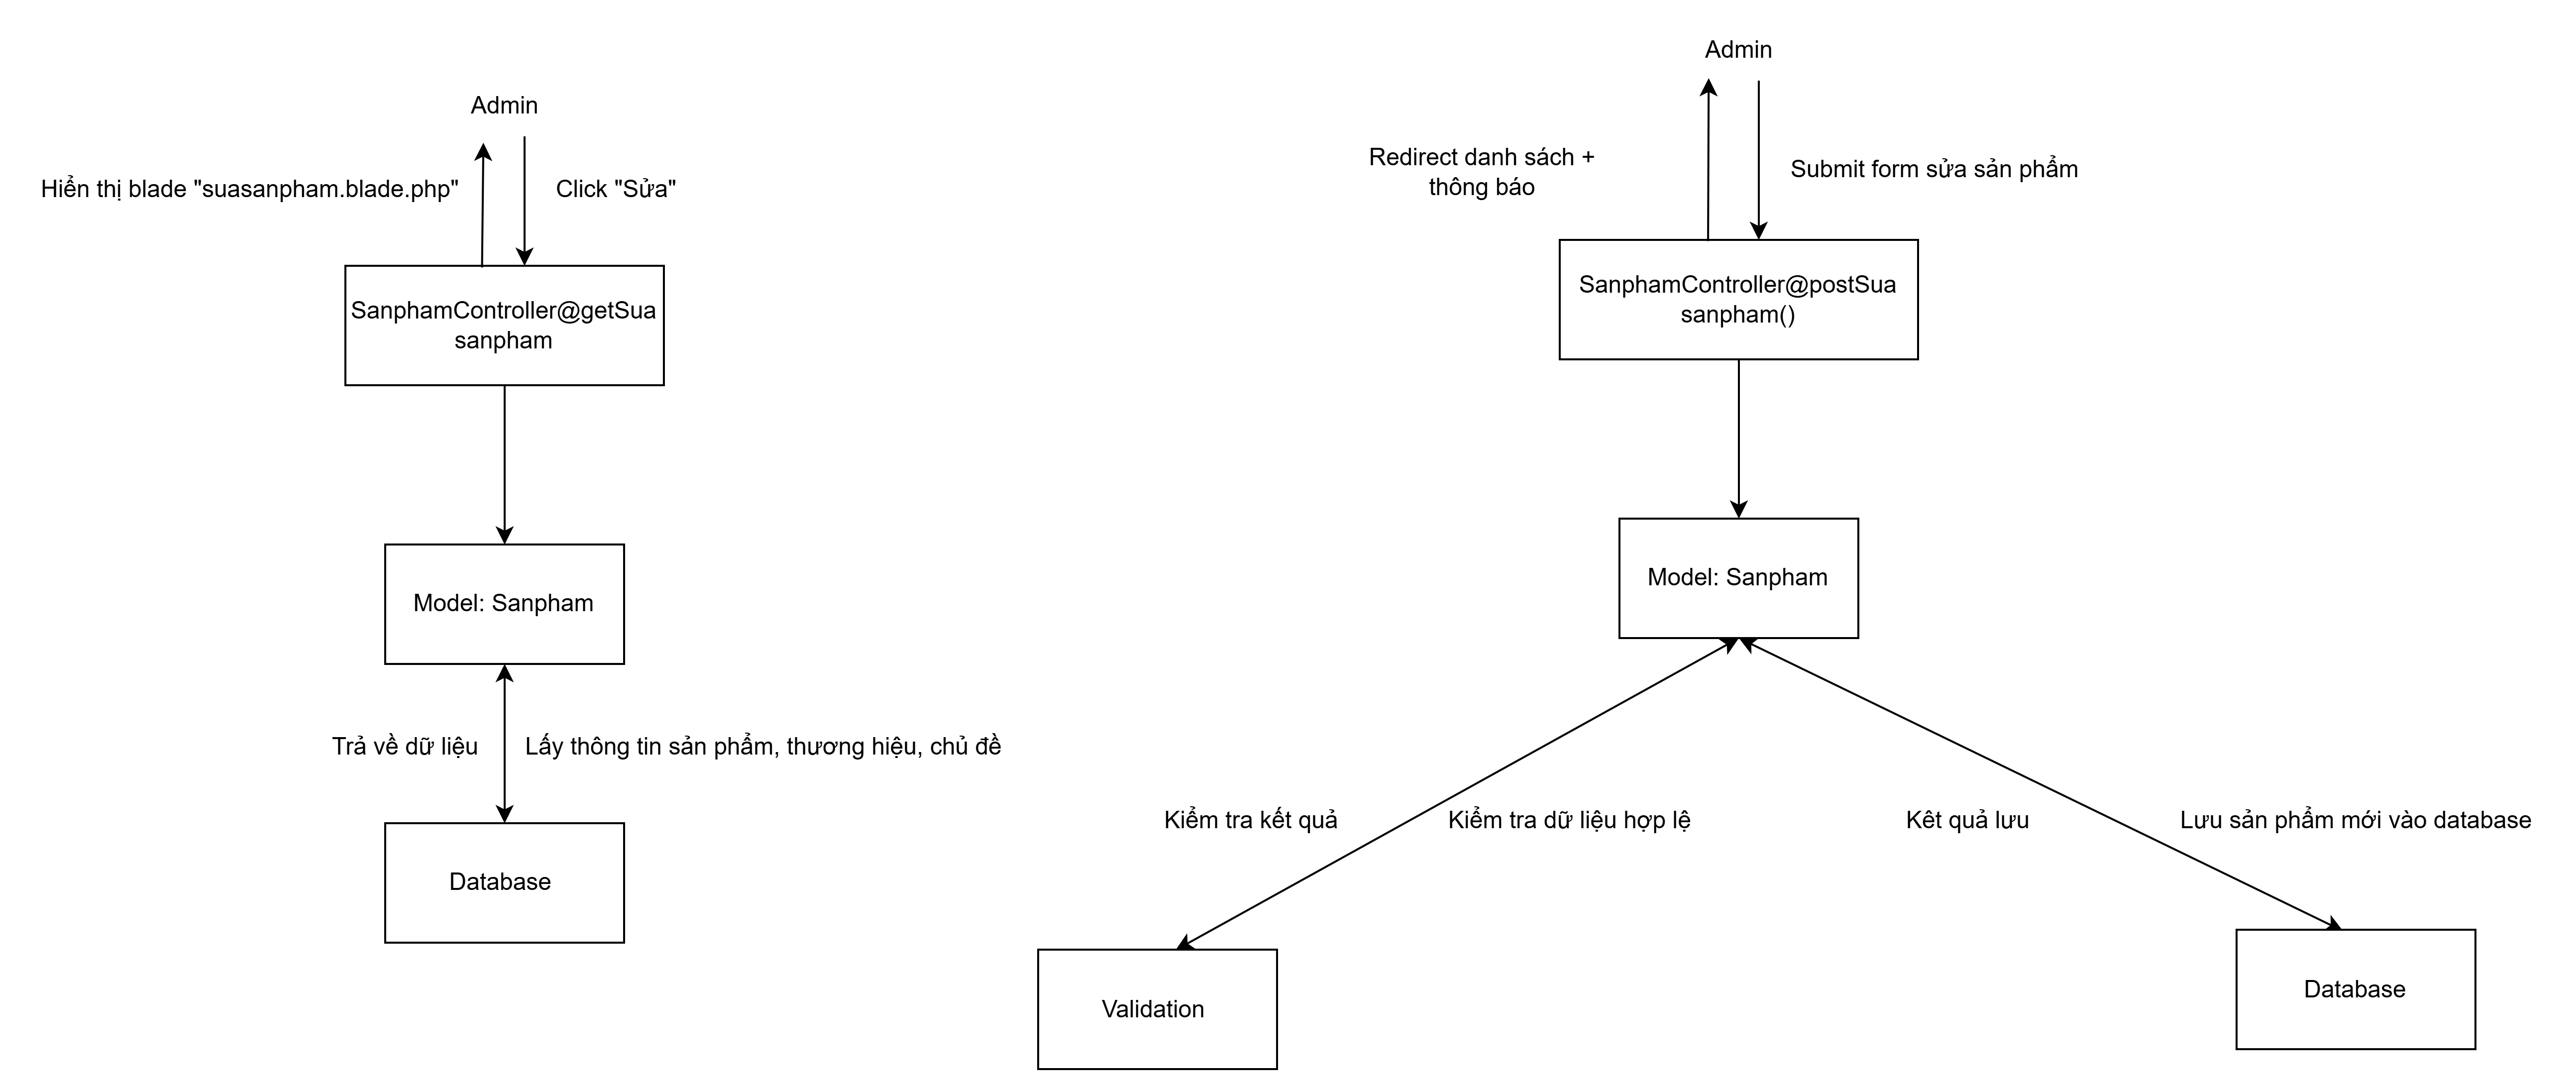 Admin
Hiển thị blade "suasanpham.blade.php"
Click "Sửa"
SanphamController@getSua
sanpham
Model: Sanpham
Trả về dữ liệu
Lấy thông tin sản phẩm, thương hiệu, chủ đề
Database
Admin
Redirect danh sách +
thông báo
Submit form sửa sản phẩm
SanphamController@postSua
sanpham()
Model: Sanpham
Kiểm tra kết quả
Kiểm tra dữ liệu hợp lệ
Kêt quả lưu
Lưu sản phẩm mới vào database
Validation
Database